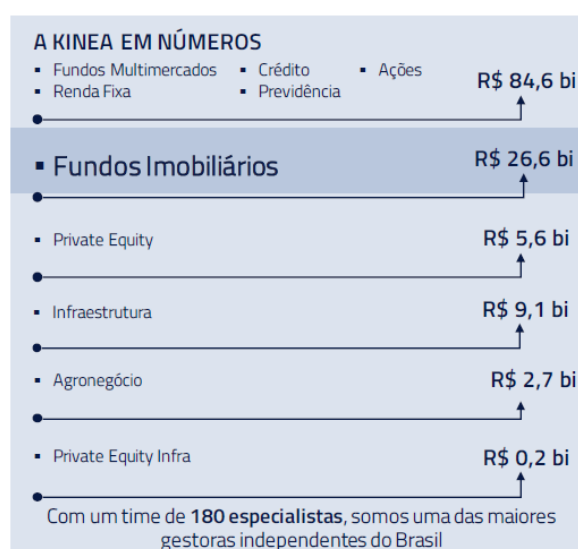 A KINEA EM NÚMEROS
▪ Fundos Multimercados ▪ Crédito ▪ Ações
▪ Renda Fixa ▪ Previdência
R$ 84,6 bi
▪ Fundos Imobiliários R$ 26,6 bi
▪ Private Equity R$ 5,6 bi
▪ Infraestrutura R$ 9,1 bi
▪ Agronegócio R$ 2,7 bi
▪ Private Equity Infra R$ 0,2 bi
Com um time de 180 especialistas, somos uma das maiores
gestoras independentes do Brasil